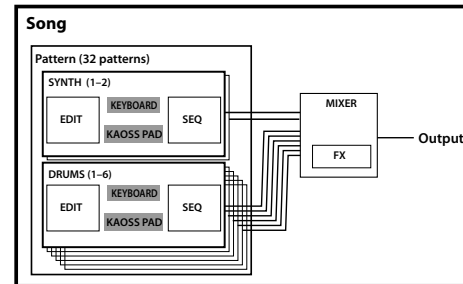 Song
Pattern (32 patterns)
SYNTH (1–2)
EDIT
KEYBOARD
KAOSS PAD
SEQ
DRUMS (1–6)
EDIT
KEYBOARD
KAOSS PAD
SEQ
MIXER
FX
Output